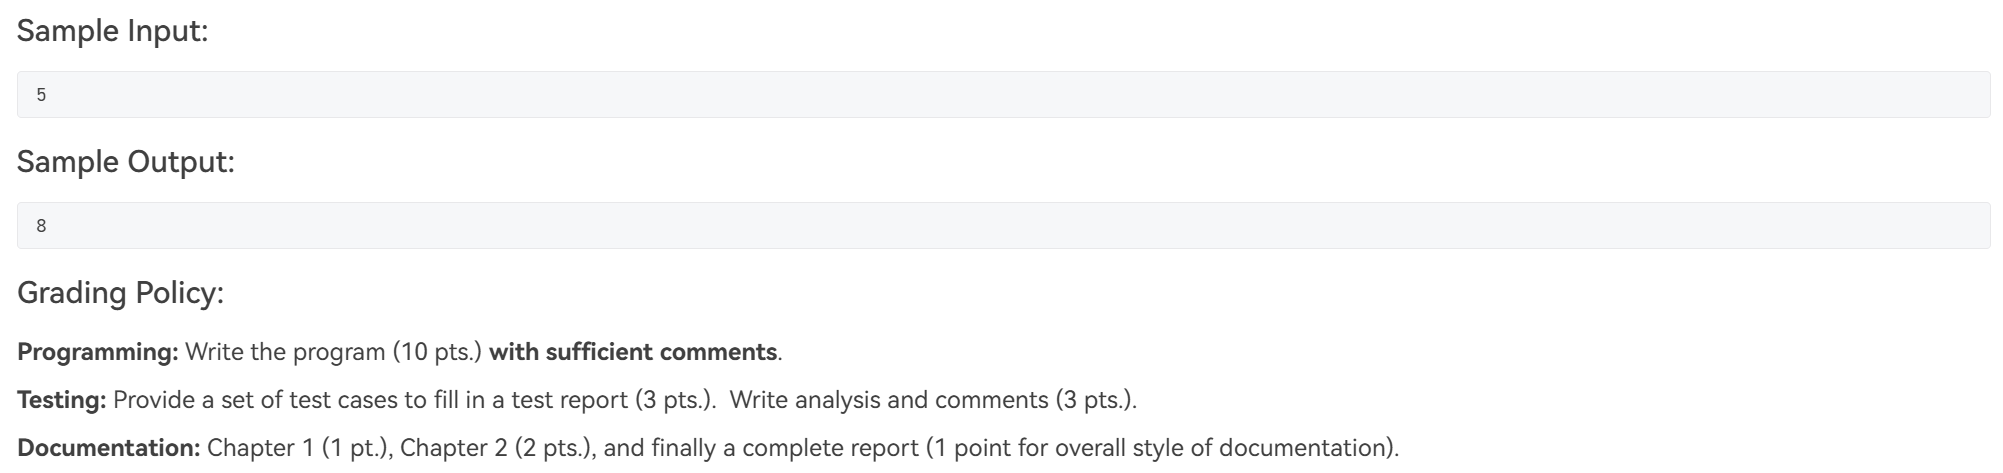 Sample Input:
5
Sample Output:
8
Grading Policy:
Programming: Write the program (10 pts.) with sufficient comments.
Testing: Provide a set of test cases to fill in a test report (3 pts.).  Write analysis and comments (3 pts.).
Documentation: Chapter 1 (1 pt.), Chapter 2 (2 pts.), and finally a complete report (1 point for overall style of documentation).